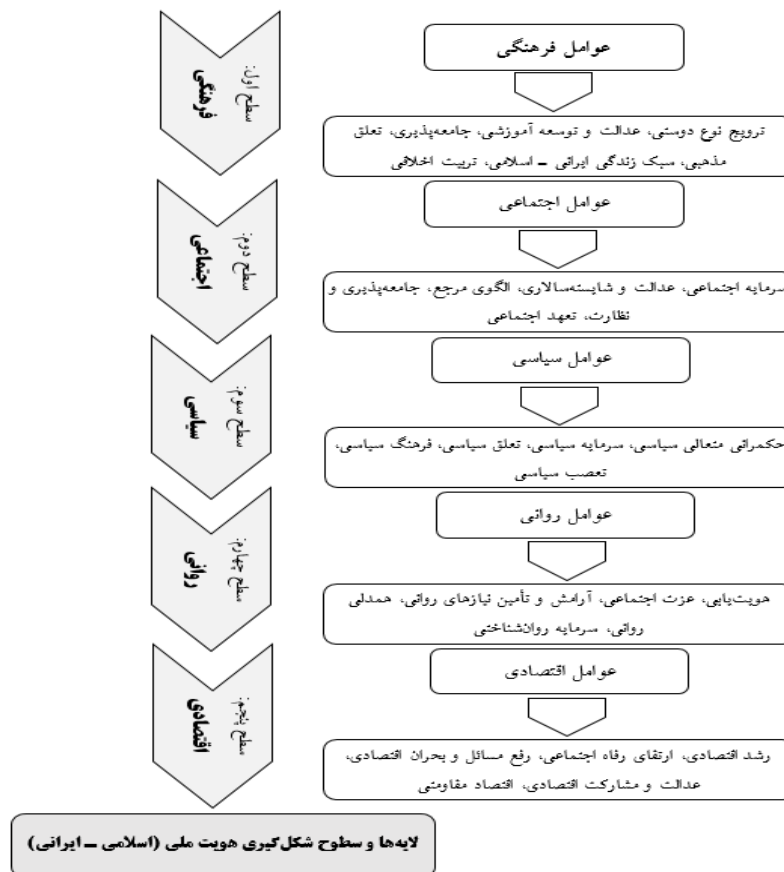 عوامل فرهنگی
سطح اول:
فرهنگی
ترویج نوع دوستی، عدالت و توسعه آموزشی، جامعه‌پذیری، تعلق
مذهبی، سبک زندگی ایرانی – اسلامی، تربیت اخلاقی
عوامل اجتماعی
سطح دوم:
اجتماعی
سرمایه اجتماعی، عدالت و شایسته‌سالاری، الگوی مرجع، جامعه‌پذیری و
نظارت، تعهد اجتماعی
عوامل سیاسی
سطح سوم:
سیاسی
حکمرانی متعالی سیاسی، سرمایه سیاسی، تعلق سیاسی، فرهنگ سیاسی،
تعصب سیاسی
عوامل روانی
سطح چهارم:
روانی
هویت‌یابی، عزت اجتماعی، آرامش و تأمین نیازهای روانی، همدلی
روانی، سرمایه روان‌شناختی
عوامل اقتصادی
سطح پنجم:
اقتصادی
رشد اقتصادی، ارتقای رفاه اجتماعی، رفع مسائل و بحران اقتصادی،
عدالت و مشارکت اقتصادی، اقتصاد مقاومتی
لایه‌ها و سطوح شکل‌گیری هویت ملی (اسلامی – ایرانی)